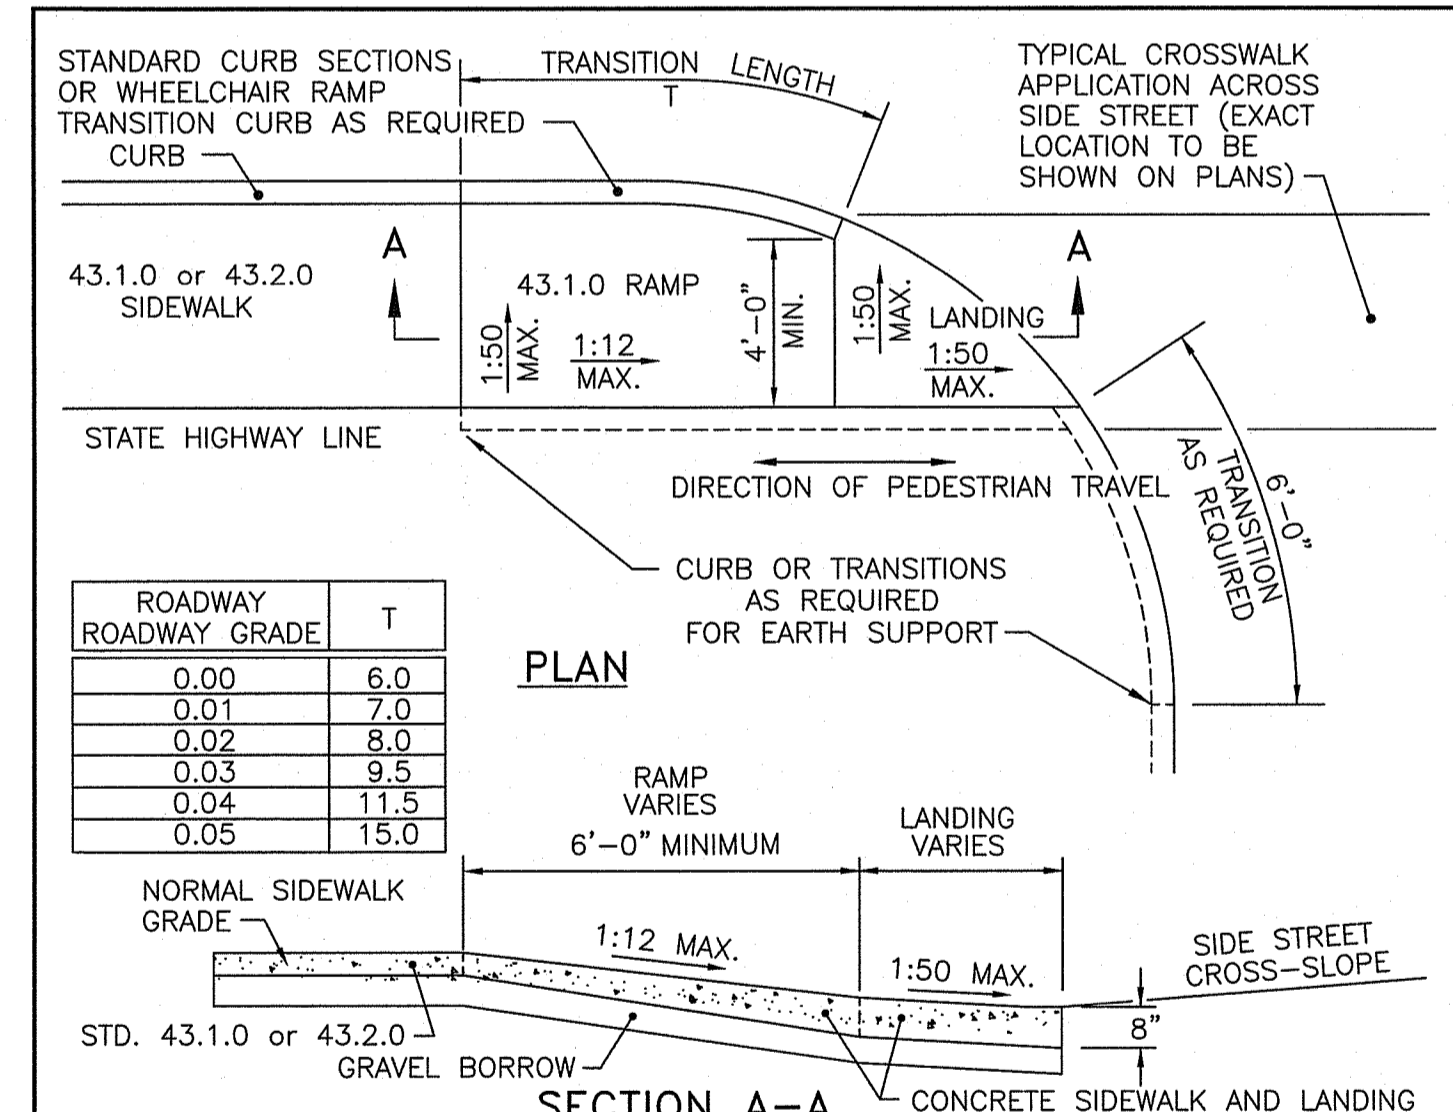 STANDARD CURB SECTIONS
OR WHEELCHAIR RAMP
TRANSITION CURB AS REQUIRED
CURB
TRANSITION LENGTH
T
TYPICAL CROSSWALK
APPLICATION ACROSS
SIDE STREET (EXACT
LOCATION TO BE
SHOWN ON PLANS)
A
A
43.1.0 or 43.2.0
SIDEWALK
43.1.0 RAMP
1:50
MAX.
1:12
MAX.
4'-0"
MIN.
1:50
MAX.
LANDING
1:50
MAX.
STATE HIGHWAY LINE
DIRECTION OF PEDESTRIAN TRAVEL
6'-0"
TRANSITION
AS REQUIRED
CURB OR TRANSITIONS
AS REQUIRED
FOR EARTH SUPPORT
PLAN
ROADWAY
ROADWAY GRADE T
0.00 6.0
0.01 7.0
0.02 8.0
0.03 9.5
0.04 11.5
0.05 15.0
RAMP
VARIES
6'-0" MINIMUM
LANDING
VARIES
NORMAL SIDEWALK
GRADE
1:12 MAX.
1:50 MAX.
SIDE STREET
CROSS-SLOPE
8"
STD. 43.1.0 or 43.2.0
GRAVEL BORROW
SECTION A-A
CONCRETE SIDEWALK AND LANDING